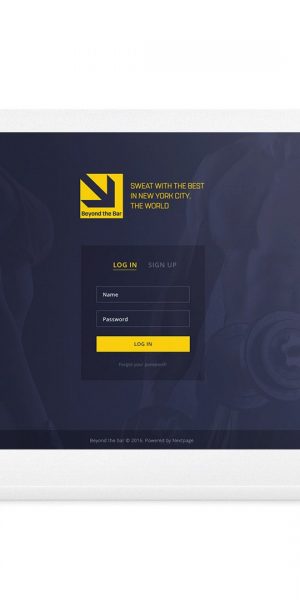 SWEAT WITH THE BEST
IN NEW YORK CITY.
THE WORLD
Beyond the Bar
LOG IN SIGN UP
Name
Password
LOG IN
Forgot your password?
Beyond the bar © 2016. Powered by Nextpage